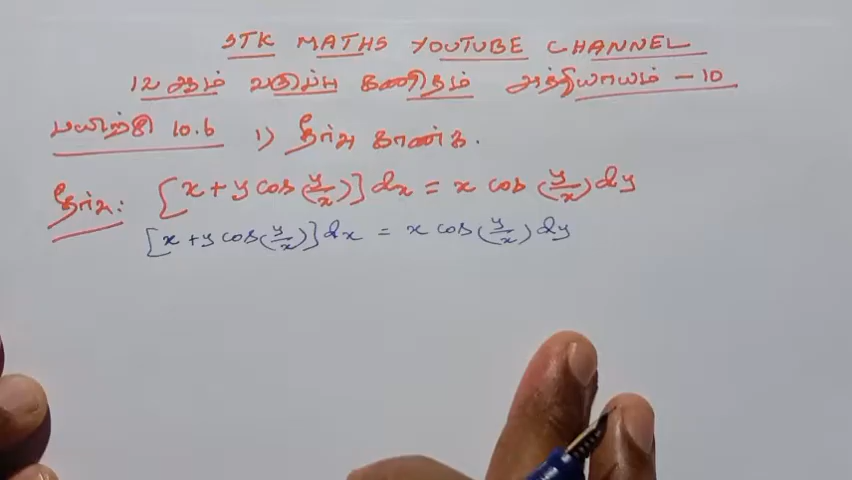 STK MATHS YOUTUBE CHANNEL
12 ஆம் வகுப்பு கணிதம் அத்தியாயம் - 10
பயிற்சி 10.6 1) தீர்வு காண்க.
தீர்வு: [x + y cos (y/x)] dx = x cos (y/x) dy
[x + y cos (y/x)] dx = x cos (y/x) dy